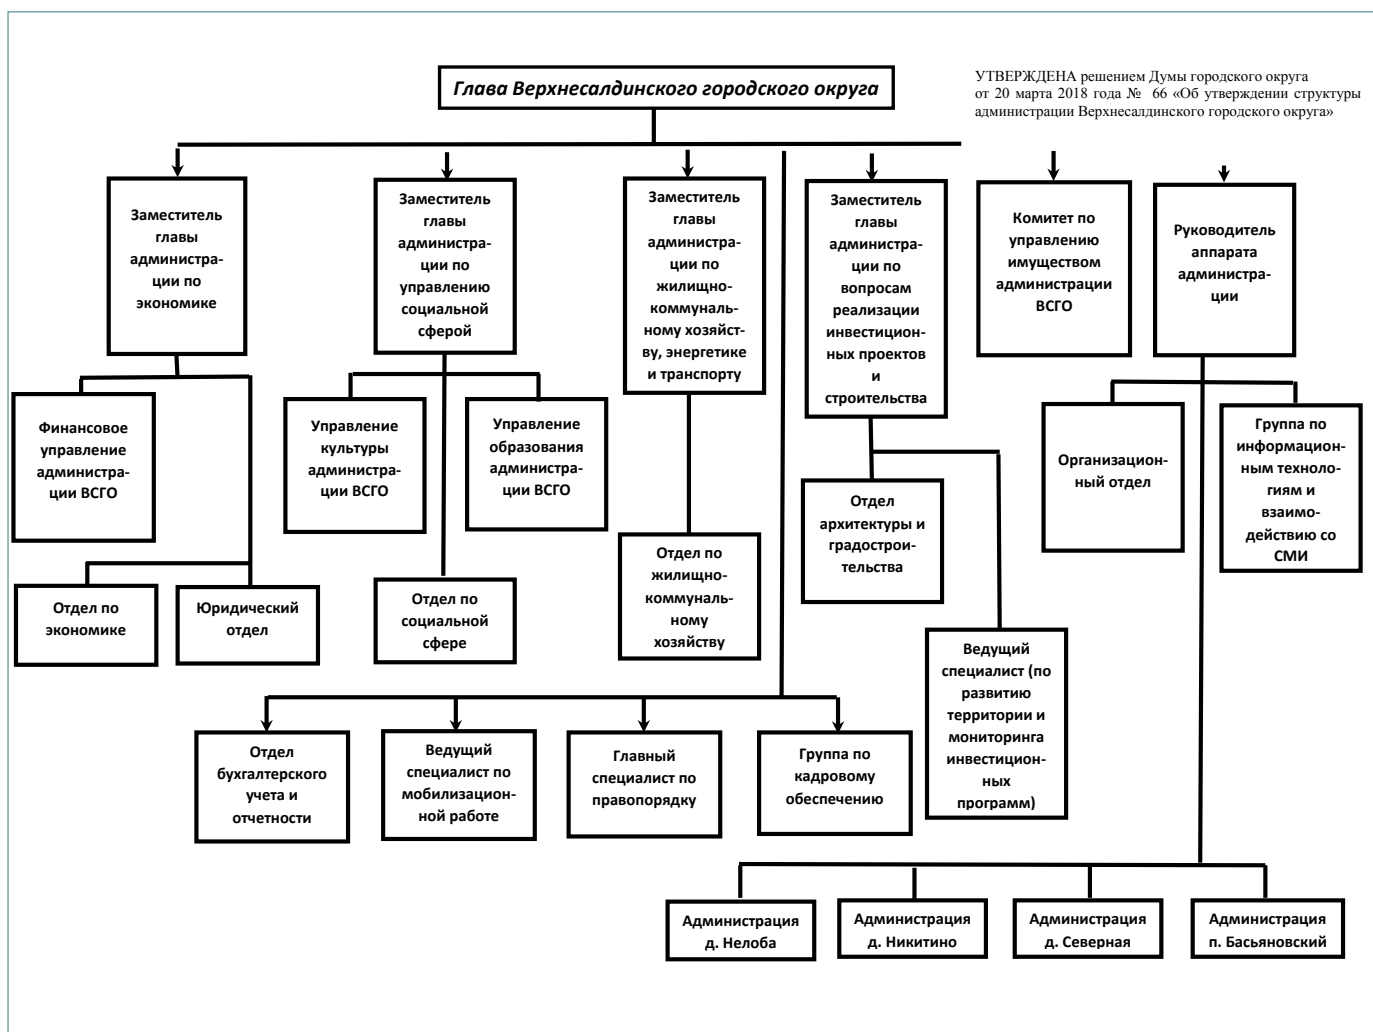 Глава Верхнесалдинского городского округа
УТВЕРЖДЕНА решением Думы городского округа
от 20 марта 2018 года № 66 «Об утверждении структуры
администрации Верхнесалдинского городского округа»
Заместитель
главы
администра-
ции по
экономике
Заместитель
главы
администра-
ции по
управлению
социальной
сферой
Заместитель
главы
администра-
ции по
жилищно-
коммуналь-
ному хозяйст-
ву, энергетике
и транспорту
Заместитель
главы
администра-
ции по
вопросам
реализации
инвестицион-
ных проектов
и
строительства
Комитет по
управлению
имуществом
администрации
ВСГО
Руководитель
аппарата
администра-
ции
Финансовое
управление
администра-
ции ВСГО
Управление
культуры
администра-
ции ВСГО
Управление
образования
администра-
ции ВСГО
Организацион-
ный отдел
Группа по
информацион-
ным техноло-
гиям и
взаимо-
действию со
СМИ
Отдел
архитектуры и
градострои-
тельства
Отдел по
экономике
Юридический
отдел
Отдел по
социальной
сфере
Отдел по
жилищно-
коммуналь-
ному
хозяйству
Ведущий
специалист (по
развитию
территории и
мониторинга
инвестицион-
ных
программ)
Отдел
бухгалтерского
учета и
отчетности
Ведущий
специалист по
мобилизацион-
ной работе
Главный
специалист по
правопорядку
Группа по
кадровому
обеспечению
Администрация
д. Нелоба
Администрация
д. Никитино
Администрация
д. Северная
Администрация
п. Басьяновский